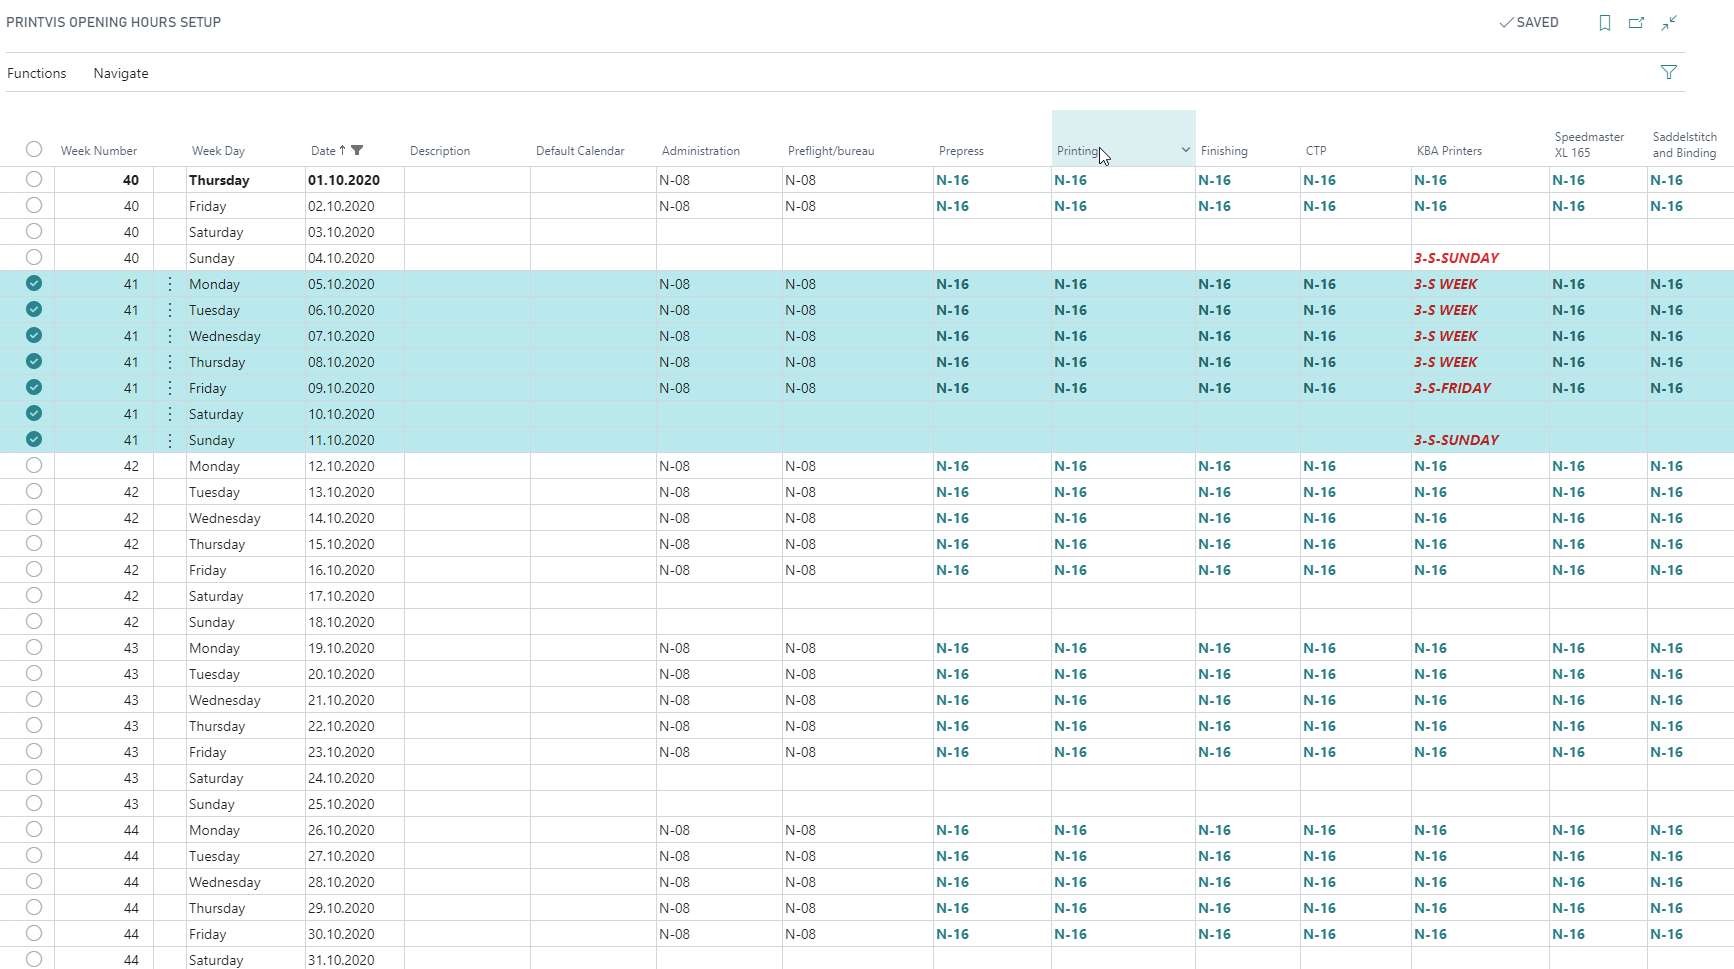 PRINTVIS OPENING HOURS SETUP
SAVED
Functions Navigate
Week Number Week Day Date Description Default Calendar Administration Preflight/bureau Prepress Printing Finishing CTP KBA Printers Speedmaster XL 165 Saddelstitch and Binding
40 Thursday 01.10.2020 N-08 N-08 N-16 N-16 N-16 N-16 N-16 N-16 N-16
40 Friday 02.10.2020 N-08 N-08 N-16 N-16 N-16 N-16 N-16 N-16 N-16
40 Saturday 03.10.2020
40 Sunday 04.10.2020 3-S-SUNDAY
41 Monday 05.10.2020 N-08 N-08 N-16 N-16 N-16 N-16 3-S WEEK N-16 N-16
41 Tuesday 06.10.2020 N-08 N-08 N-16 N-16 N-16 N-16 3-S WEEK N-16 N-16
41 Wednesday 07.10.2020 N-08 N-08 N-16 N-16 N-16 N-16 3-S WEEK N-16 N-16
41 Thursday 08.10.2020 N-08 N-08 N-16 N-16 N-16 N-16 3-S WEEK N-16 N-16
41 Friday 09.10.2020 N-08 N-08 N-16 N-16 N-16 N-16 3-S-FRIDAY N-16 N-16
41 Saturday 10.10.2020
41 Sunday 11.10.2020 3-S-SUNDAY
42 Monday 12.10.2020 N-08 N-08 N-16 N-16 N-16 N-16 N-16 N-16 N-16
42 Tuesday 13.10.2020 N-08 N-08 N-16 N-16 N-16 N-16 N-16 N-16 N-16
42 Wednesday 14.10.2020 N-08 N-08 N-16 N-16 N-16 N-16 N-16 N-16 N-16
42 Thursday 15.10.2020 N-08 N-08 N-16 N-16 N-16 N-16 N-16 N-16 N-16
42 Friday 16.10.2020 N-08 N-08 N-16 N-16 N-16 N-16 N-16 N-16 N-16
42 Saturday 17.10.2020
42 Sunday 18.10.2020
43 Monday 19.10.2020 N-08 N-08 N-16 N-16 N-16 N-16 N-16 N-16 N-16
43 Tuesday 20.10.2020 N-08 N-08 N-16 N-16 N-16 N-16 N-16 N-16 N-16
43 Wednesday 21.10.2020 N-08 N-08 N-16 N-16 N-16 N-16 N-16 N-16 N-16
43 Thursday 22.10.2020 N-08 N-08 N-16 N-16 N-16 N-16 N-16 N-16 N-16
43 Friday 23.10.2020 N-08 N-08 N-16 N-16 N-16 N-16 N-16 N-16 N-16
43 Saturday 24.10.2020
43 Sunday 25.10.2020
44 Monday 26.10.2020 N-08 N-08 N-16 N-16 N-16 N-16 N-16 N-16 N-16
44 Tuesday 27.10.2020 N-08 N-08 N-16 N-16 N-16 N-16 N-16 N-16 N-16
44 Wednesday 28.10.2020 N-08 N-08 N-16 N-16 N-16 N-16 N-16 N-16 N-16
44 Thursday 29.10.2020 N-08 N-08 N-16 N-16 N-16 N-16 N-16 N-16 N-16
44 Friday 30.10.2020 N-08 N-08 N-16 N-16 N-16 N-16 N-16 N-16 N-16
44 Saturday 31.10.2020